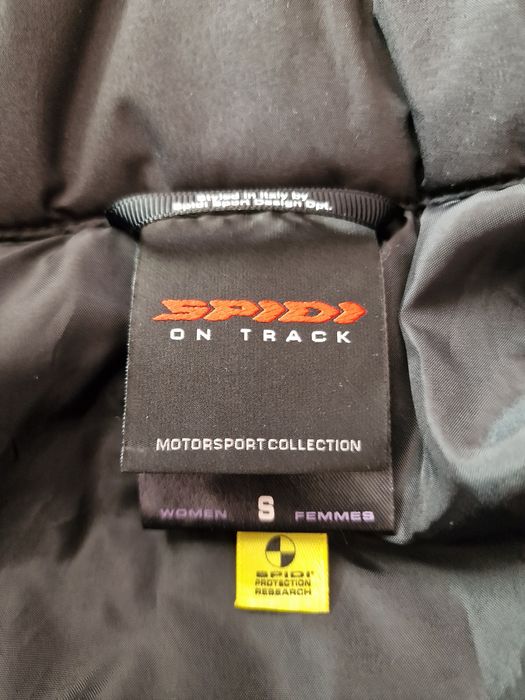 Styled in Italy by
Spidi Sport Design Dpt.
SPIDI
ON TRACK
MOTORSPORT COLLECTION
WOMEN S FEMMES
SPIDI
PROTECTION
RESEARCH